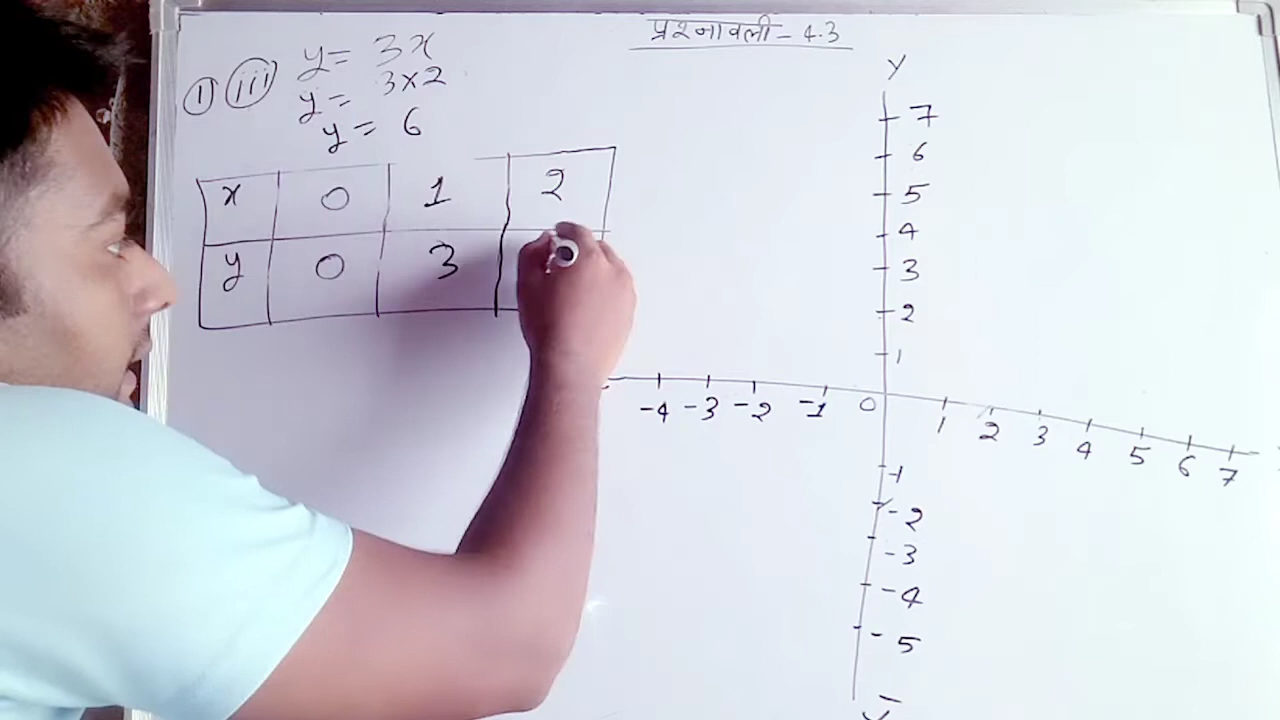 प्रश्नावली - 4.3
① ⓘⓘⓘ y = 3x
y = 3×2
y = 6
x 0 1 2
y 0 3
Y
7
6
5
4
3
2
1
-4 -3 -2 -1 0 1 2 3 4 5 6 7
-1
-2
-3
-4
-5